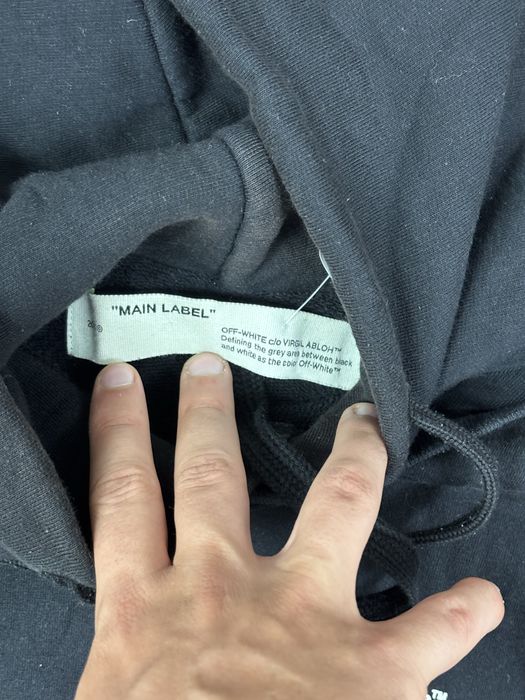 "MAIN LABEL"
OFF-WHITE c/o VIRGIL ABLOH™
Defining the grey area between black
and white as the color Off-White™
™